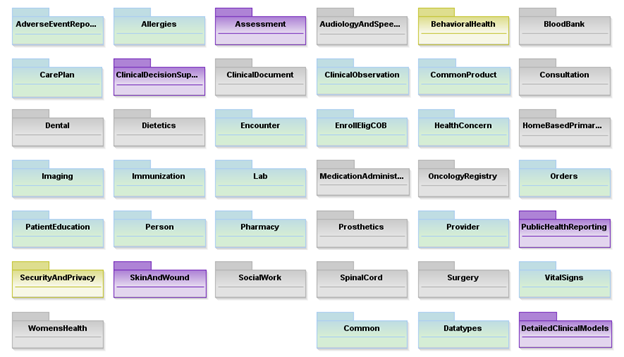 AdverseEventRepo... Allergies Assessment AudiologyAndSpee... BehavioralHealth BloodBank
CarePlan ClinicalDecisionSup... ClinicalDocument ClinicalObservation CommonProduct Consultation
Dental Dietetics Encounter EnrollEligCOB HealthConcern HomeBasedPrimar...
Imaging Immunization Lab MedicationAdminist... OncologyRegistry Orders
PatientEducation Person Pharmacy Prosthetics Provider PublicHealthReporting
SecurityAndPrivacy SkinAndWound SocialWork SpinalCord Surgery VitalSigns
WomensHealth Common Datatypes DetailedClinicalModels